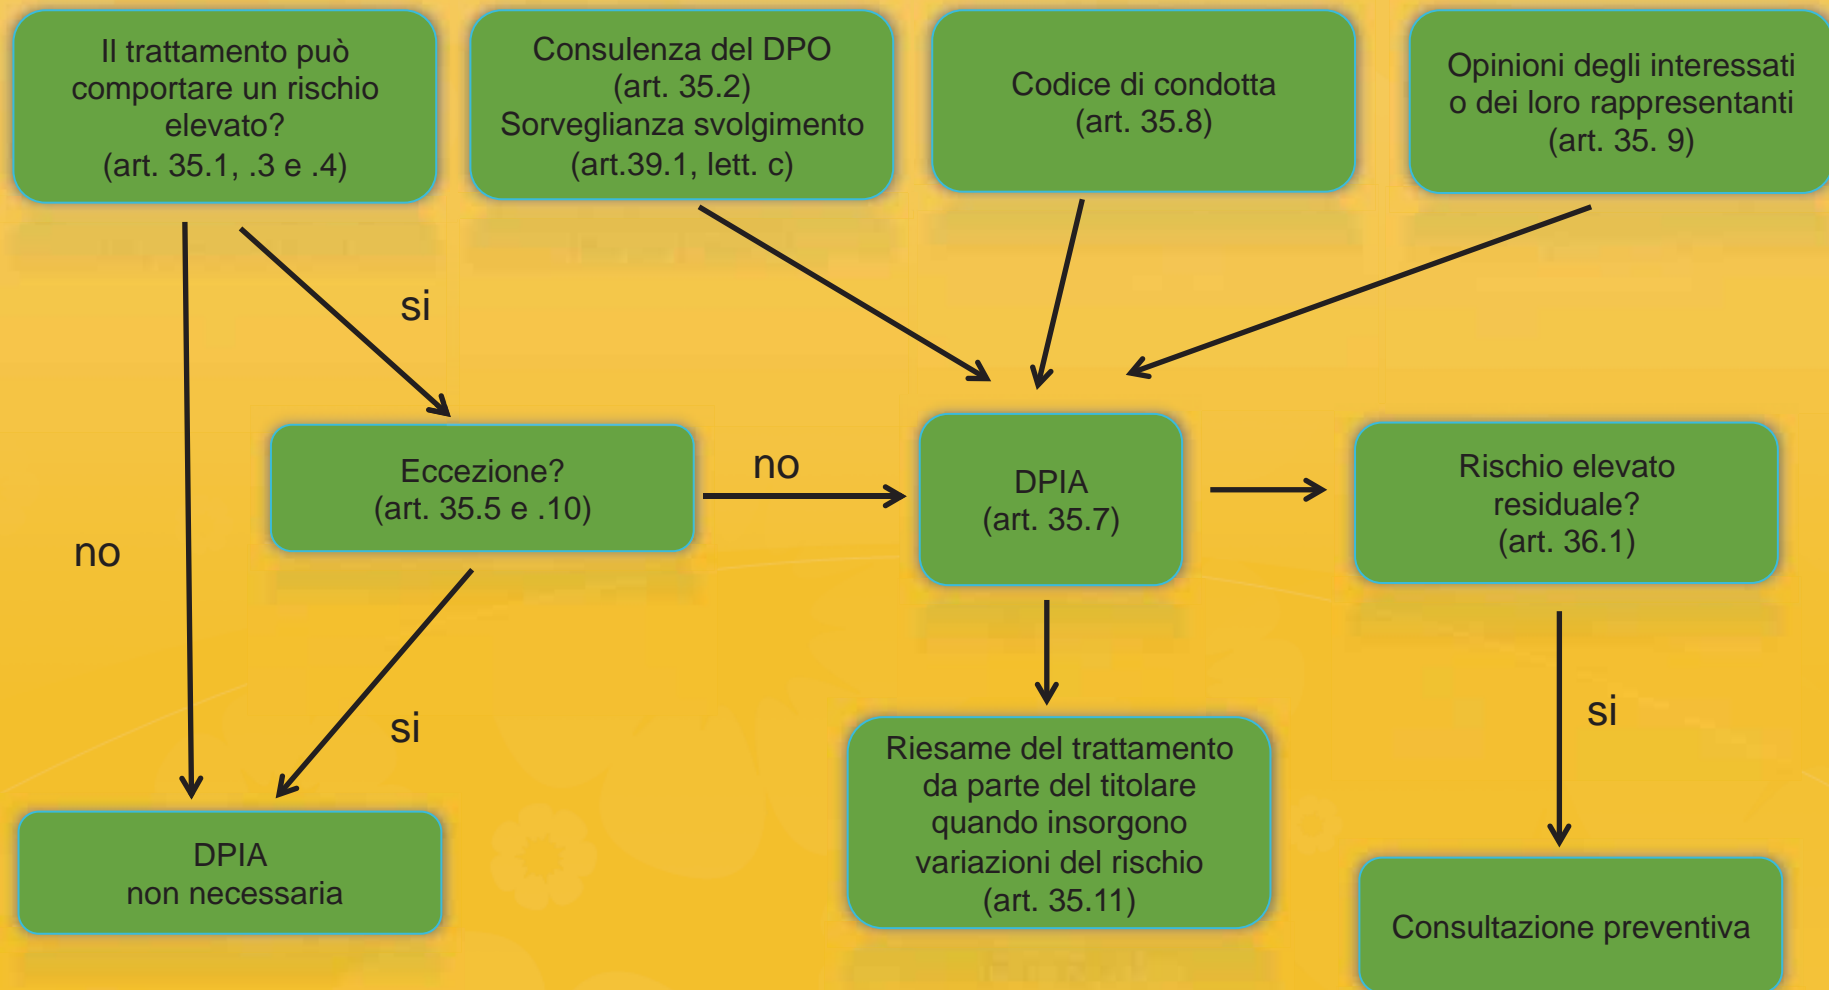 Il trattamento può
comportare un rischio
elevato?
(art. 35.1, .3 e .4)
Consulenza del DPO
(art. 35.2)
Sorveglianza svolgimento
(art.39.1, lett. c)
Codice di condotta
(art. 35.8)
Opinioni degli interessati
o dei loro rappresentanti
(art. 35. 9)
si
Eccezione?
(art. 35.5 e .10)
no
DPIA
(art. 35.7)
Rischio elevato
residuale?
(art. 36.1)
no
si
si
Riesame del trattamento
da parte del titolare
quando insorgono
variazioni del rischio
(art. 35.11)
DPIA
non necessaria
Consultazione preventiva